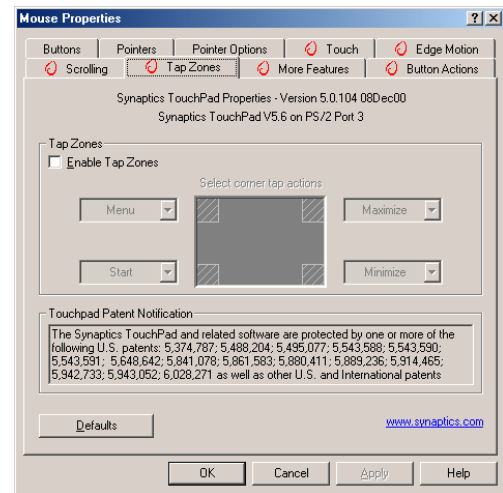 Mouse Properties
Buttons Pointers Pointer Options Touch Edge Motion
Scrolling Tap Zones More Features Button Actions
Synaptics TouchPad Properties - Version 5.0.104 08Dec00
Synaptics TouchPad V5.6 on PS/2 Port 3
Tap Zones
Enable Tap Zones
Select corner tap actions
Menu Maximize
Start Minimize
Touchpad Patent Notification
The Synaptics TouchPad and related software are protected by one or more of the
following U.S. patents: 5,374,787; 5,488,204; 5,495,077; 5,543,588; 5,543,590;
5,543,591; 5,648,642; 5,841,078; 5,861,583; 5,880,411; 5,889,236; 5,914,465;
5,942,733; 5,943,052; 6,028,271 as well as other U.S. and International patents
Defaults www.synaptics.com
OK Cancel Apply Help